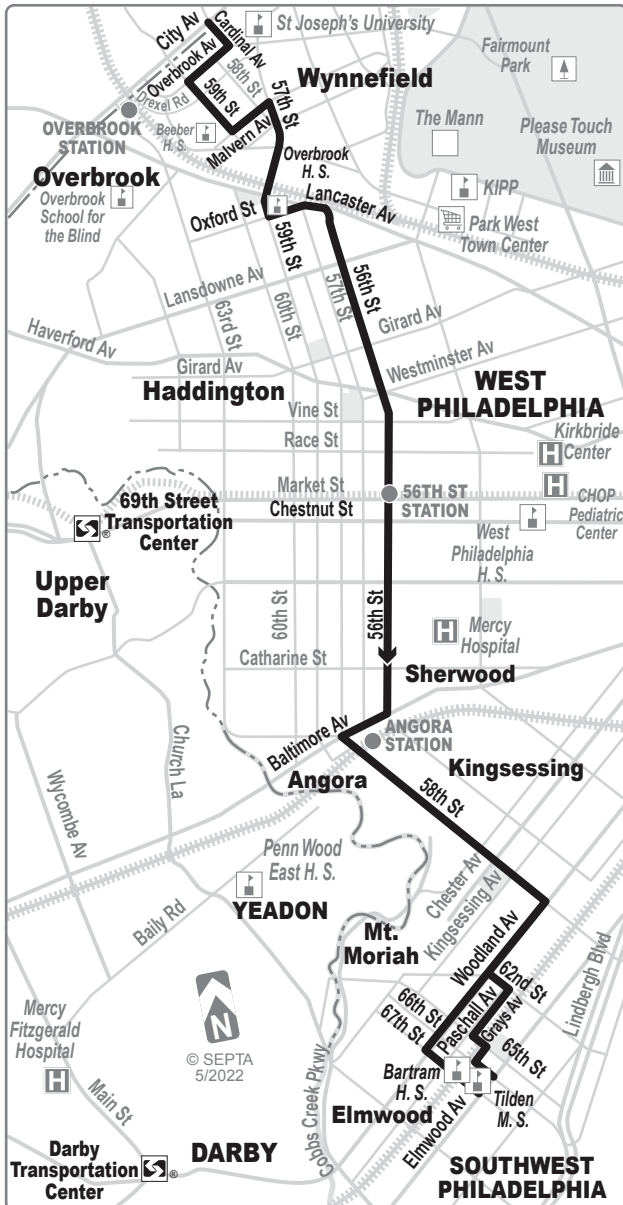 City Av
Cardinal Av
St Joseph's University
Overbrook Av
58th St
57th St
Wynnefield
Fairmount
Park
Drexel Rd
59th St
OVERBROOK
STATION
Beeber
H. S.
Malvern Av
The Mann
Please Touch
Museum
Overbrook
Overbrook
H. S.
Overbrook
School for
the Blind
Lancaster Av
KIPP
Oxford St
Park West
Town Center
59th St
Lansdowne Av
60th St
57th St
56th St
63rd St
Girard Av
Haverford Av
Girard Av
Westminster Av
Haddington
WEST
PHILADELPHIA
Vine St
Race St
Kirkbride
Center
H
Market St
56TH ST
STATION
H
CHOP
Pediatric
Center
69th Street
Transportation
Center
®
Chestnut St
West
Philadelphia
H. S.
Upper
Darby
60th St
56th St
H
Mercy
Hospital
Catharine St
Sherwood
Baltimore Av
ANGORA
STATION
Church La
Angora
Kingsessing
58th St
Wycombe Av
Penn Wood
East H. S.
YEADON
Chester Av
Kingsessing Av
Baily Rd
Mt.
Moriah
Woodland Av
62nd St
Lindbergh Blvd
N
66th St
67th St
Paschall Av
Grays Av
65th St
Mercy
Fitzgerald
Hospital
H
© SEPTA
5/2022
Cobbs Creek Pkwy
Bartram
H. S.
Tilden
M. S.
Main St
Elmwood
Elmwood Av
Darby
Transportation
Center
®
DARBY
SOUTHWEST
PHILADELPHIA